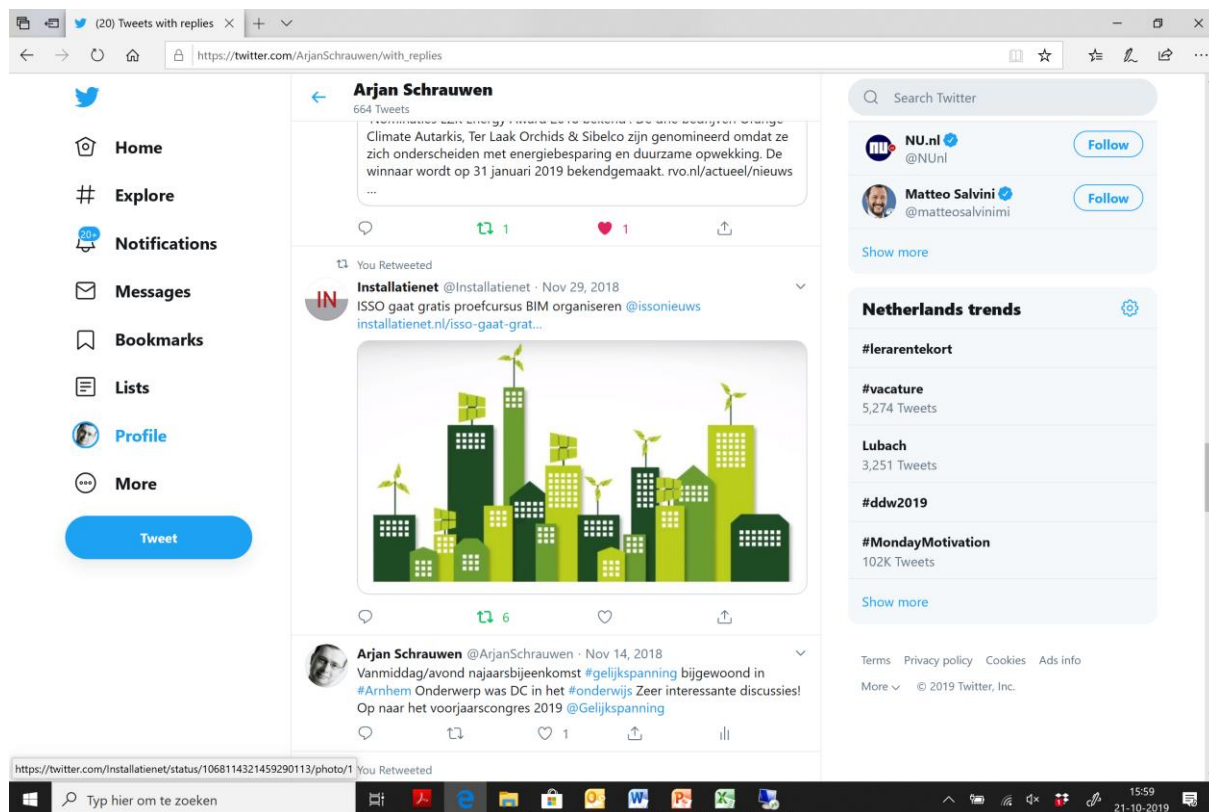 (20) Tweets with replies
https://twitter.com/ArjanSchrauwen/with_replies
Home
Explore
20+
Notifications
Messages
Bookmarks
Lists
Profile
More
Tweet
Arjan Schrauwen
664 Tweets
Climate Autarkis, Ter Laak Orchids & Sibelco zijn genomineerd omdat ze
zich onderscheiden met energiebesparing en duurzame opwekking. De
winnaar wordt op 31 januari 2019 bekendgemaakt. rvo.nl/actueel/nieuws
...
1 1
You Retweeted
IN
Installatienet @Installatienet · Nov 29, 2018
ISSO gaat gratis proefcursus BIM organiseren @issonieuws
installatienet.nl/isso-gaat-grat...
6
Arjan Schrauwen @ArjanSchrauwen · Nov 14, 2018
Vanmiddag/avond najaarsbijeenkomst #gelijkspanning bijgewoond in
#Arnhem Onderwerp was DC in het #onderwijs Zeer interessante discussies!
Op naar het voorjaarscongres 2019 @Gelijkspanning
1
You Retweeted
Search Twitter
NU.nl
@NUnl
Follow
Matteo Salvini
@matteosalvinimi
Follow
Show more
Netherlands trends
#lerarentekort
#vacature
5,274 Tweets
Lubach
3,251 Tweets
#ddw2019
#MondayMotivation
102K Tweets
Show more
Terms Privacy policy Cookies Ads info
More © 2019 Twitter, Inc.
https://twitter.com/Installatienet/status/1068114321459290113/photo/1
Typ hier om te zoeken
15:59
21-10-2019